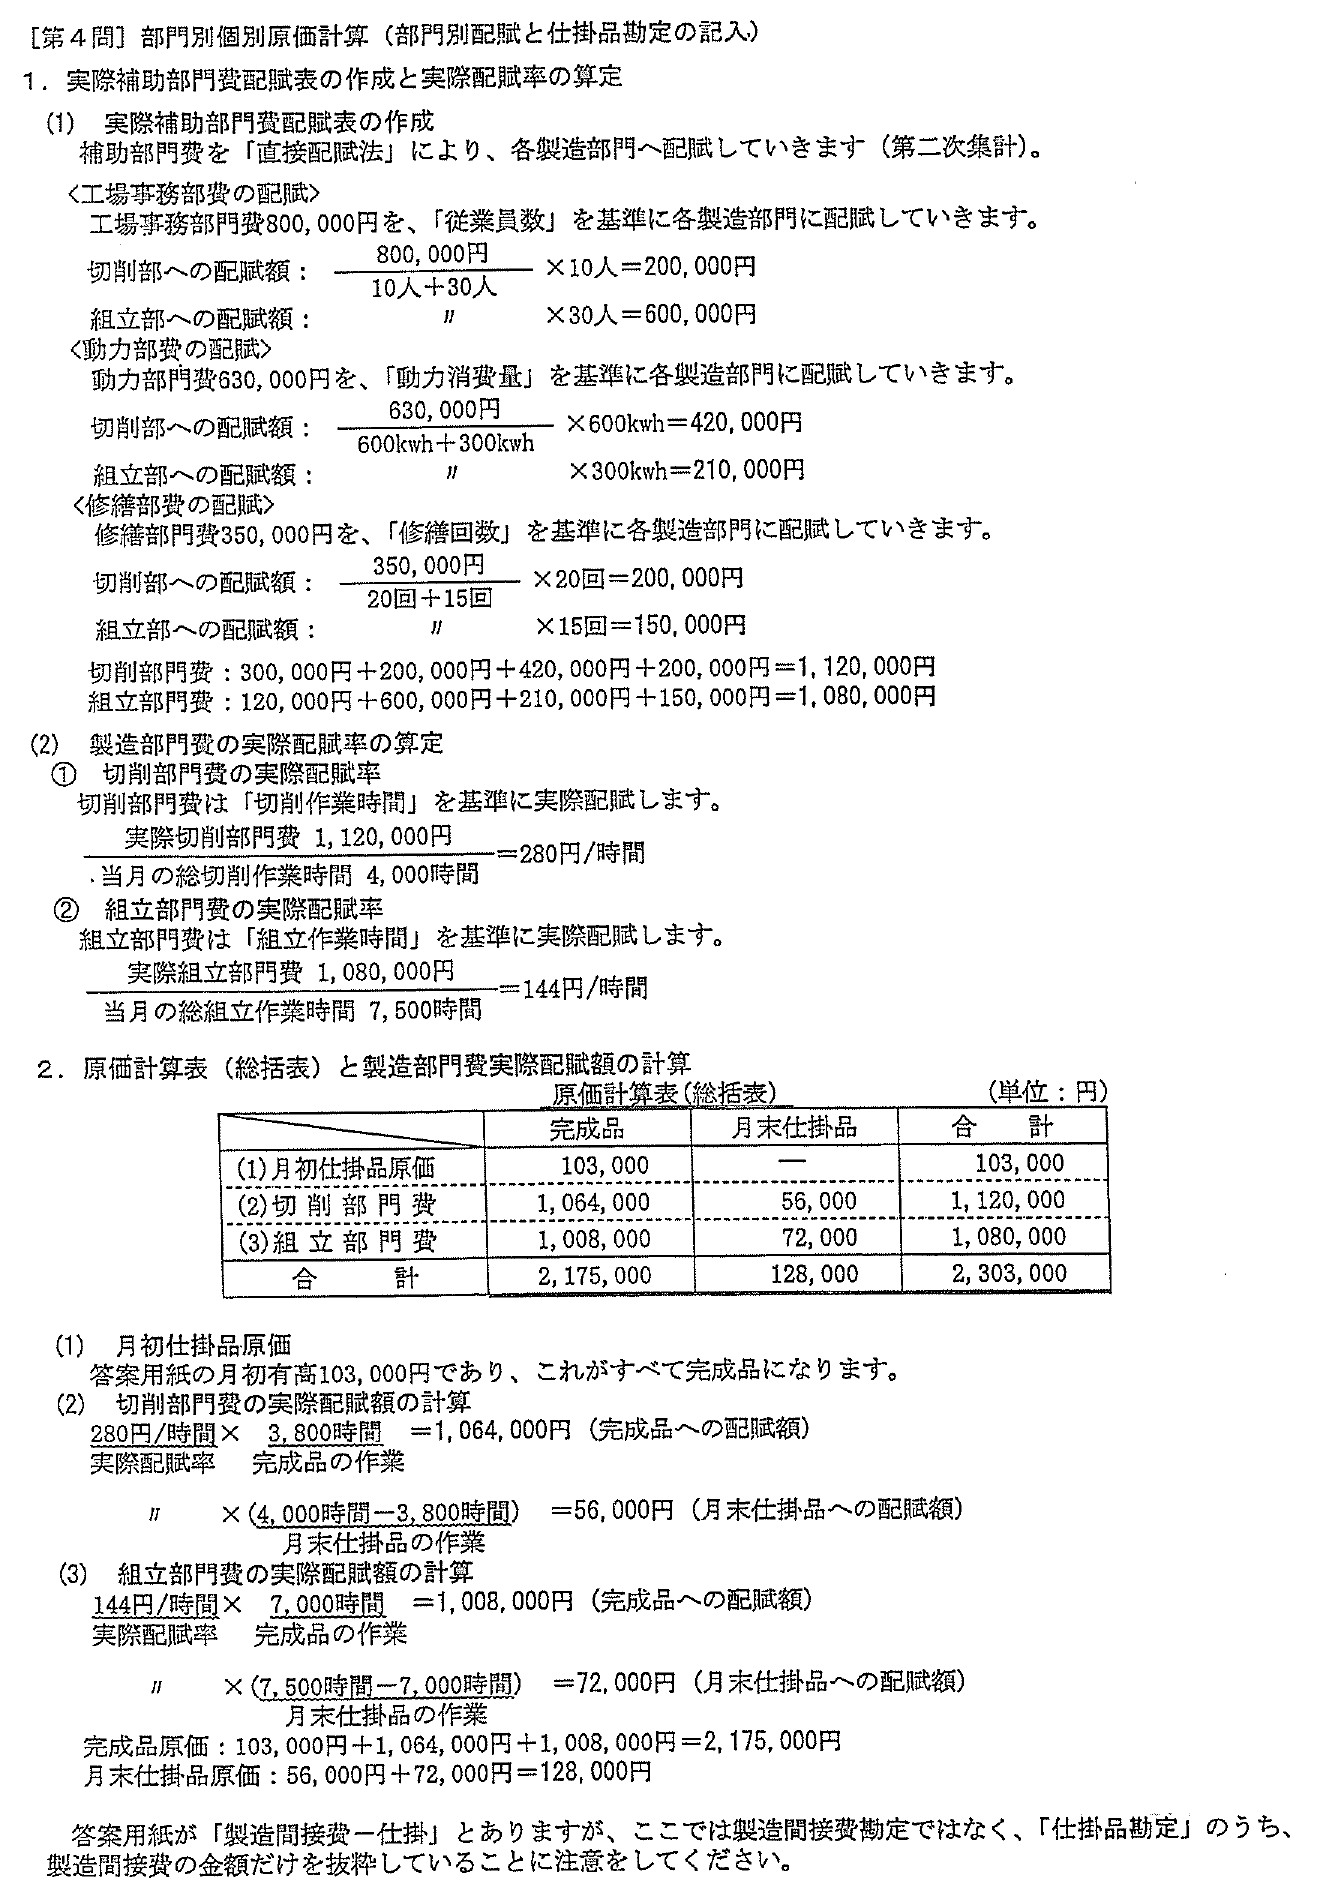 ［第４問］部門別個別原価計算（部門別配賦と仕掛品勘定の記入）
１．実際補助部門費配賦表の作成と実際配賦率の算定
(1) 実際補助部門費配賦表の作成
補助部門費を「直接配賦法」により、各製造部門へ配賦していきます（第二次集計）。
〈工場事務部費の配賦〉
工場事務部門費800,000円を、「従業員数」を基準に各製造部門に配賦していきます。
切削部への配賦額： 800,000円 / 10人＋30人 ×10人＝200,000円
組立部への配賦額： 〃 ×30人＝600,000円
〈動力部費の配賦〉
動力部門費630,000円を、「動力消費量」を基準に各製造部門に配賦していきます。
切削部への配賦額： 630,000円 / 600kwh＋300kwh ×600kwh＝420,000円
組立部への配賦額： 〃 ×300kwh＝210,000円
〈修繕部費の配賦〉
修繕部門費350,000円を、「修繕回数」を基準に各製造部門に配賦していきます。
切削部への配賦額： 350,000円 / 20回＋15回 ×20回＝200,000円
組立部への配賦額： 〃 ×15回＝150,000円
切削部門費：300,000円＋200,000円＋420,000円＋200,000円＝1,120,000円
組立部門費：120,000円＋600,000円＋210,000円＋150,000円＝1,080,000円
(2) 製造部門費の実際配賦率の算定
① 切削部門費の実際配賦率
切削部門費は「切削作業時間」を基準に実際配賦します。
実際切削部門費 1,120,000円 / 当月の総切削作業時間 4,000時間 ＝280円/時間
② 組立部門費の実際配賦率
組立部門費は「組立作業時間」を基準に実際配賦します。
実際組立部門費 1,080,000円 / 当月の総組立作業時間 7,500時間 ＝144円/時間
２．原価計算表（総括表）と製造部門費実際配賦額の計算
原価計算表(総括表) （単位：円）
完成品 月末仕掛品 合 計
(1)月初仕掛品原価 103,000 ― 103,000
(2)切削部門費 1,064,000 56,000 1,120,000
(3)組立部門費 1,008,000 72,000 1,080,000
合 計 2,175,000 128,000 2,303,000
(1) 月初仕掛品原価
答案用紙の月初有高103,000円であり、これがすべて完成品になります。
(2) 切削部門費の実際配賦額の計算
280円/時間× 3,800時間 ＝1,064,000円（完成品への配賦額）
実際配賦率 完成品の作業
〃 ×(4,000時間－3,800時間) ＝56,000円（月末仕掛品への配賦額）
月末仕掛品の作業
(3) 組立部門費の実際配賦額の計算
144円/時間× 7,000時間 ＝1,008,000円（完成品への配賦額）
実際配賦率 完成品の作業
〃 ×(7,500時間－7,000時間) ＝72,000円（月末仕掛品への配賦額）
月末仕掛品の作業
完成品原価：103,000円＋1,064,000円＋1,008,000円＝2,175,000円
月末仕掛品原価：56,000円＋72,000円＝128,000円
答案用紙が「製造間接費－仕掛」とありますが、ここでは製造間接費勘定ではなく、「仕掛品勘定」のうち、
製造間接費の金額だけを抜粋していることに注意をしてください。